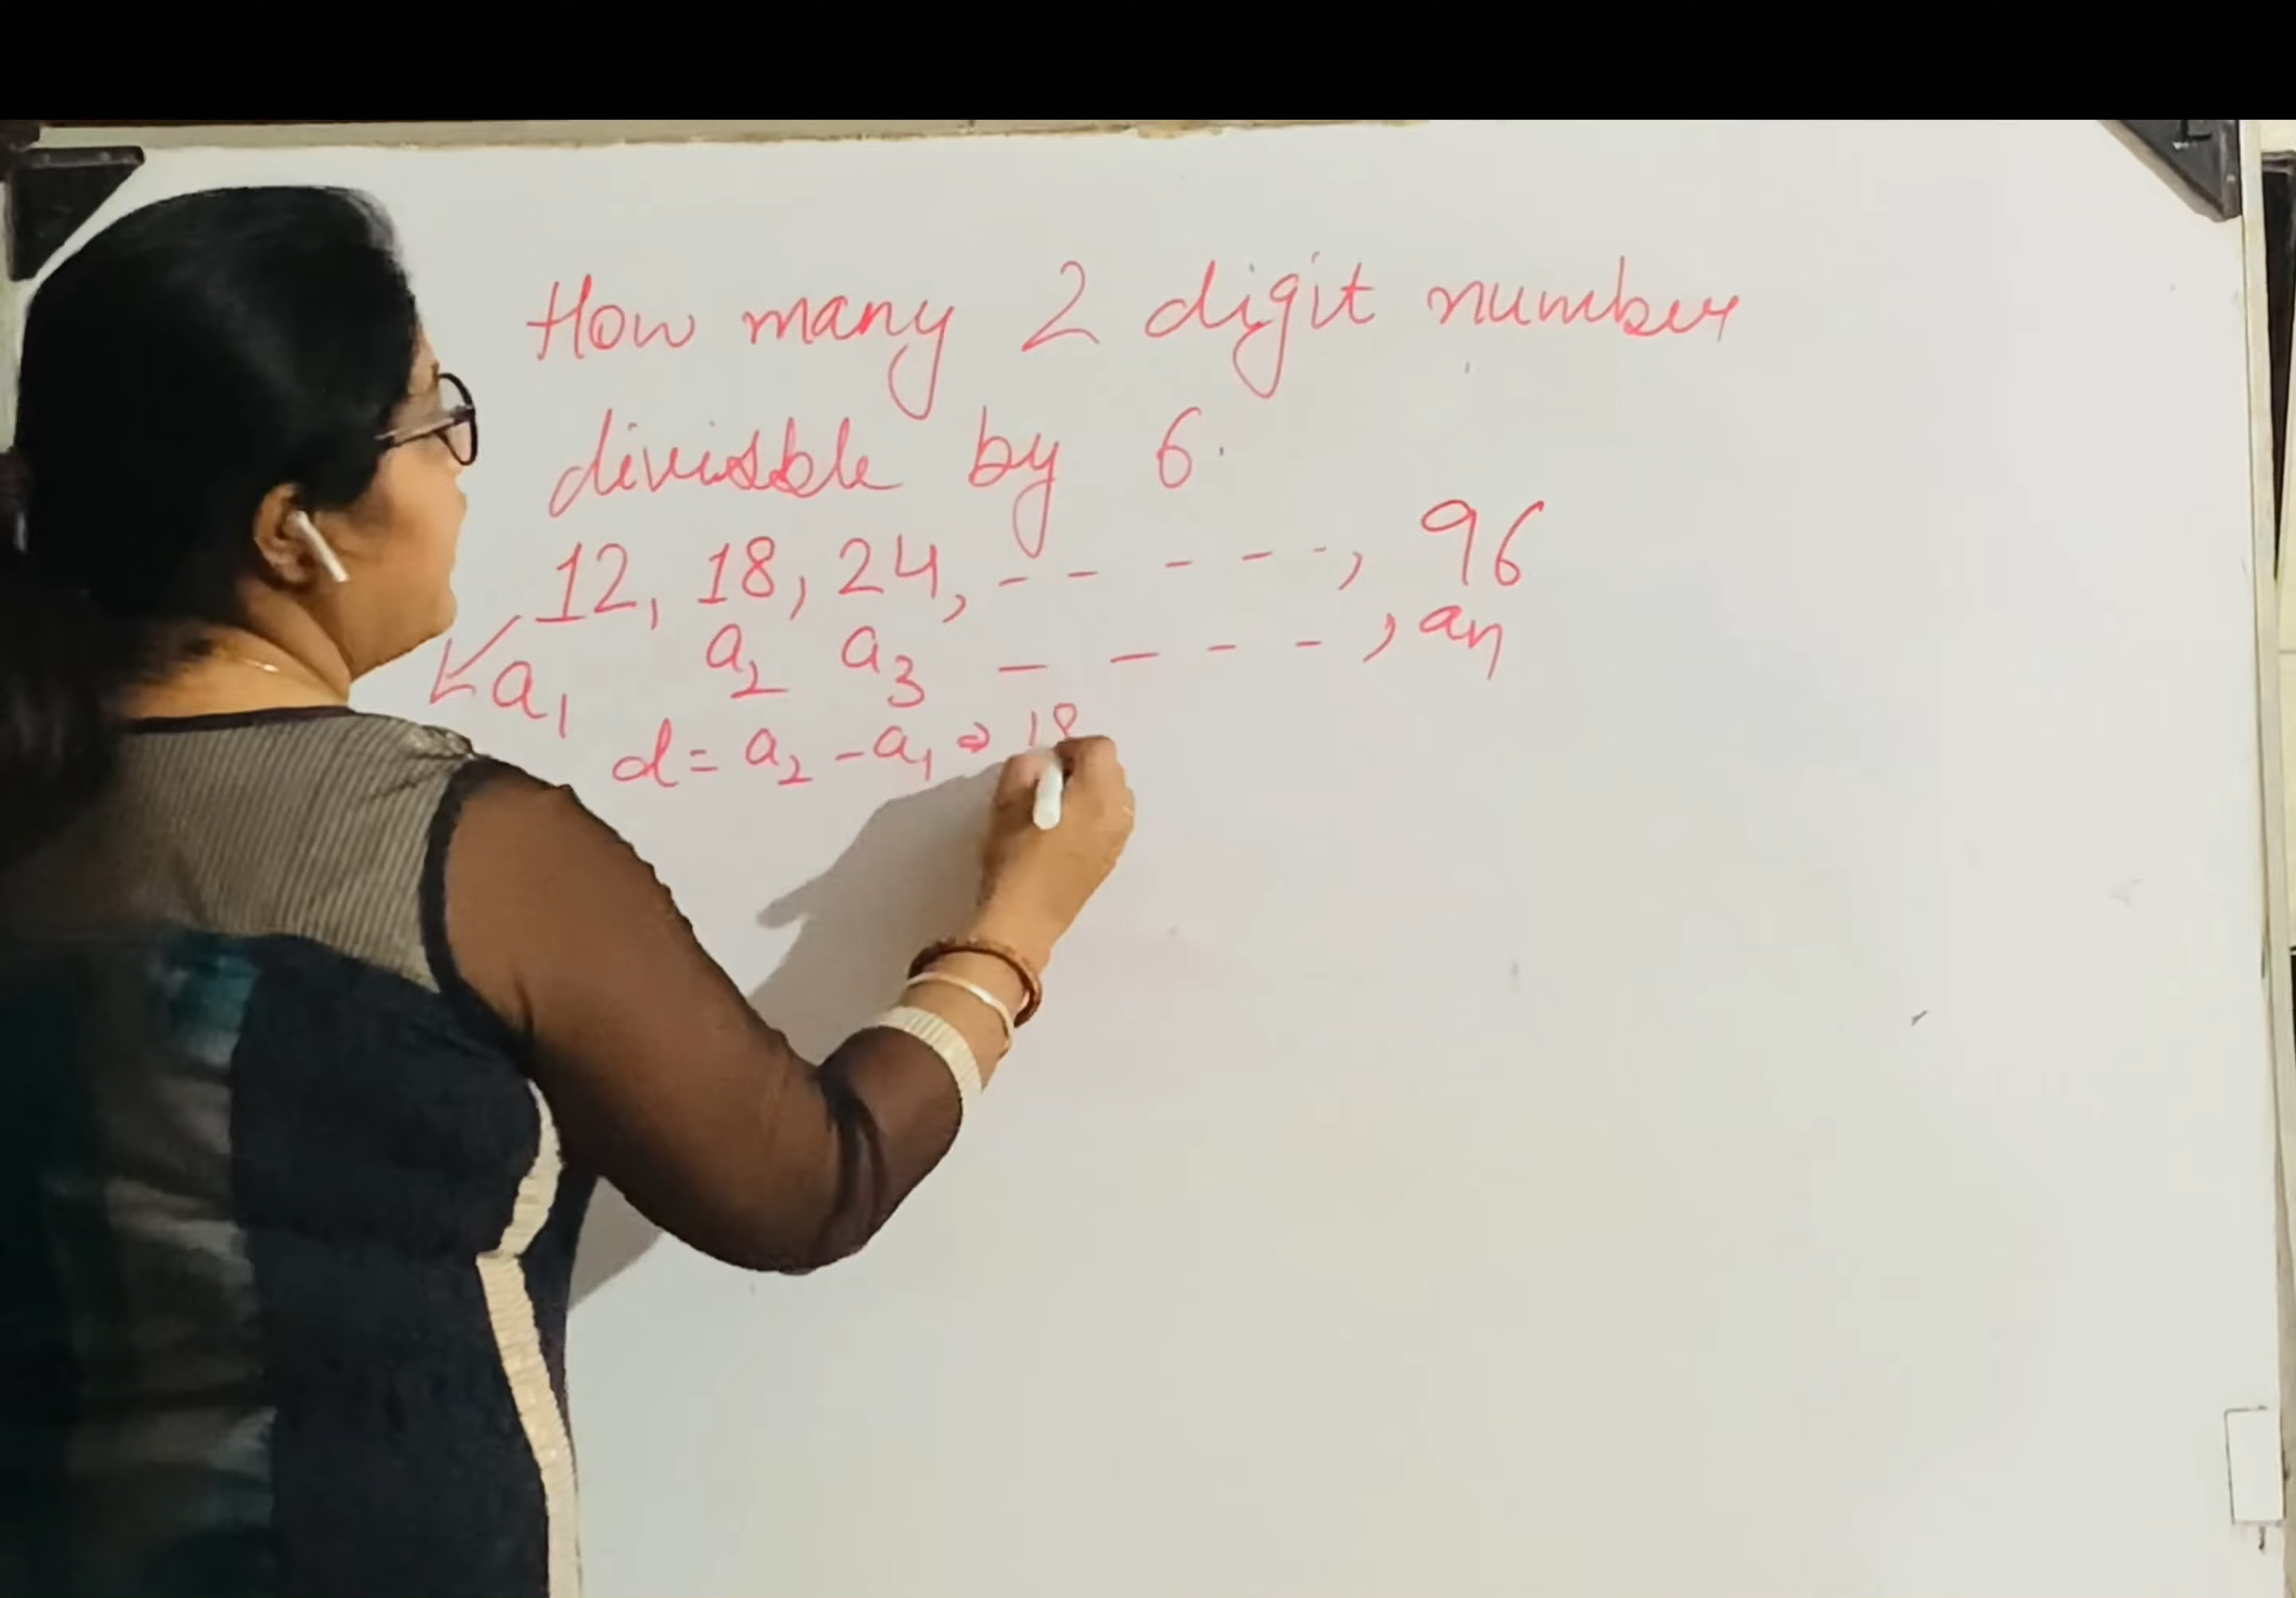 How many 2 digit number
divisible by 6.
12, 18, 24, - - - - -, 96
a₁ a₂ a₃ - - - -, an
d = a₂ - a₁ ⇒ 18